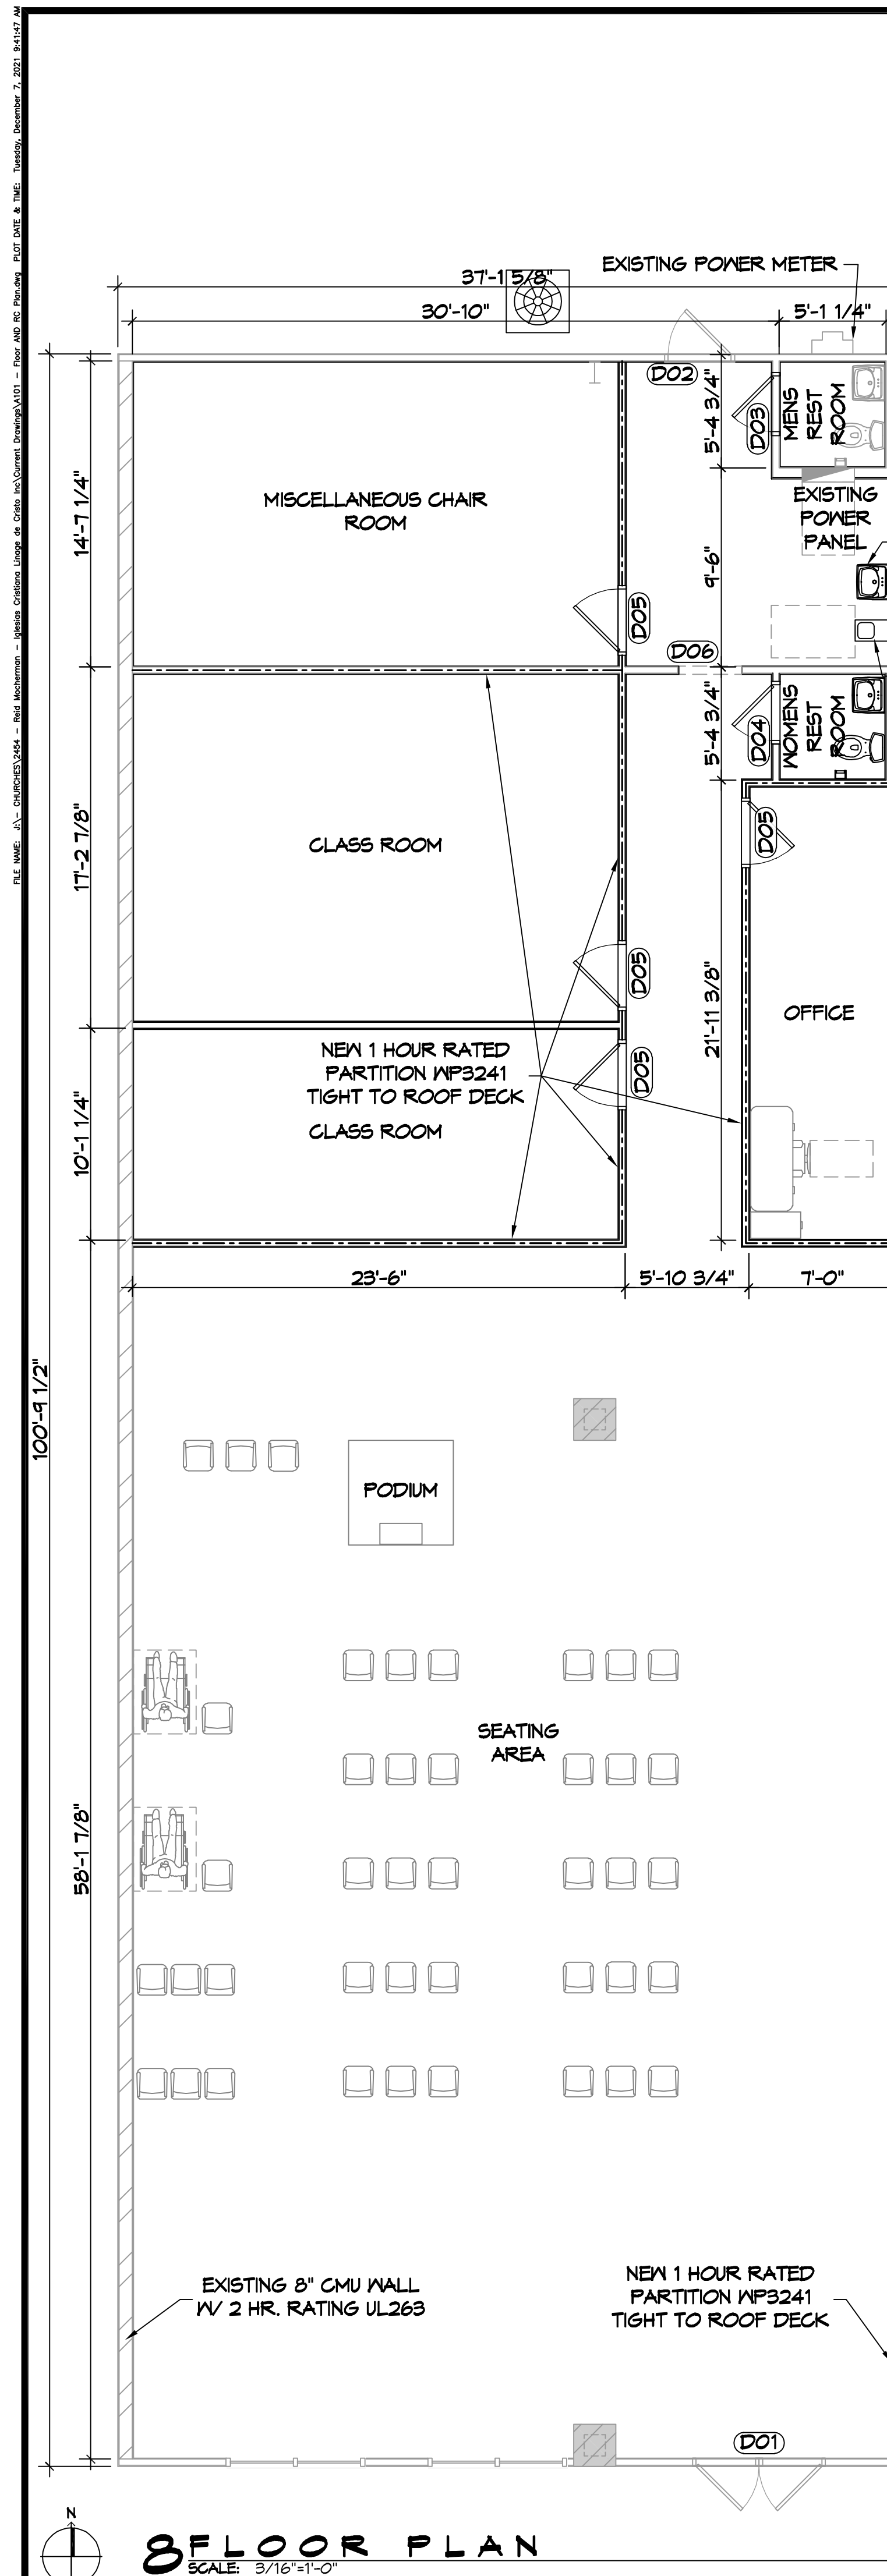 FILE NAME: J:\- CHURCHES\2454 - Reid Mocherman - Iglesias Cristiana Linage de Cristo Inc\Current Drawings\A101 - Floor AND RC Plan.dwg PLOT DATE & TIME: Tuesday, December 7, 2021 9:41:47 AM
EXISTING POWER METER
37'-1 5/8"
30'-10"
5'-1 1/4"
D02
5'-4 3/4"
D03
MENS
REST
ROOM
14'-7 1/4"
MISCELLANEOUS CHAIR
ROOM
EXISTING
POWER
PANEL
9'-6"
D05
D06
5'-4 3/4"
D04
WOMENS
REST
ROOM
17'-2 7/8"
CLASS ROOM
D05
D05
21'-11 3/8"
OFFICE
NEW 1 HOUR RATED
PARTITION WP3241
TIGHT TO ROOF DECK
D05
10'-1 1/4"
CLASS ROOM
23'-6"
5'-10 3/4"
7'-0"
100'-9 1/2"
PODIUM
SEATING
AREA
58'-1 7/8"
EXISTING 8" CMU WALL
W/ 2 HR. RATING UL263
NEW 1 HOUR RATED
PARTITION WP3241
TIGHT TO ROOF DECK
D01
N
8 FLOOR PLAN
SCALE: 3/16"=1'-0"